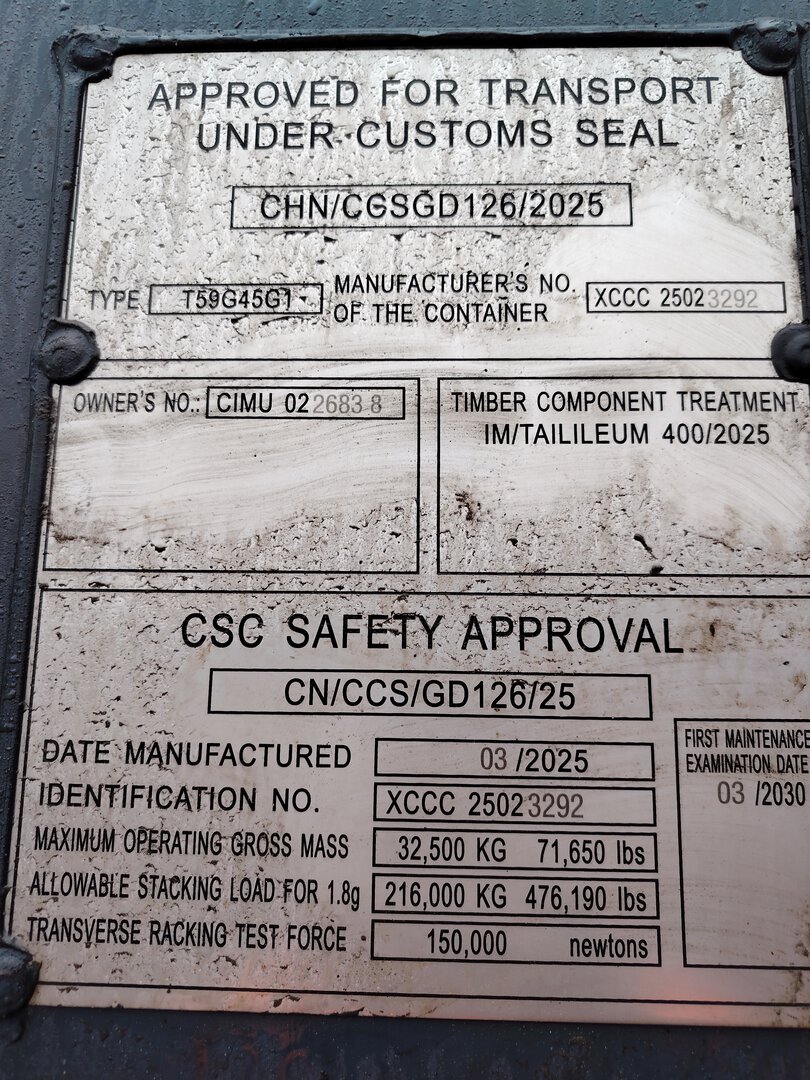 APPROVED FOR TRANSPORT
UNDER CUSTOMS SEAL
CHN/CCSGD126/2025
TYPE T59G45G1 MANUFACTURER'S NO. OF THE CONTAINER XCCC 25023292
OWNER'S NO.: CIMU 022683 8
TIMBER COMPONENT TREATMENT
IM/TAILILEUM 400/2025
CSC SAFETY APPROVAL
CN/CCS/GD126/25
DATE MANUFACTURED 03 /2025
IDENTIFICATION NO. XCCC 25023292
MAXIMUM OPERATING GROSS MASS 32,500 KG 71,650 lbs
ALLOWABLE STACKING LOAD FOR 1.8g 216,000 KG 476,190 lbs
TRANSVERSE RACKING TEST FORCE 150,000 newtons
FIRST MAINTENANCE
EXAMINATION DATE
03 /2030